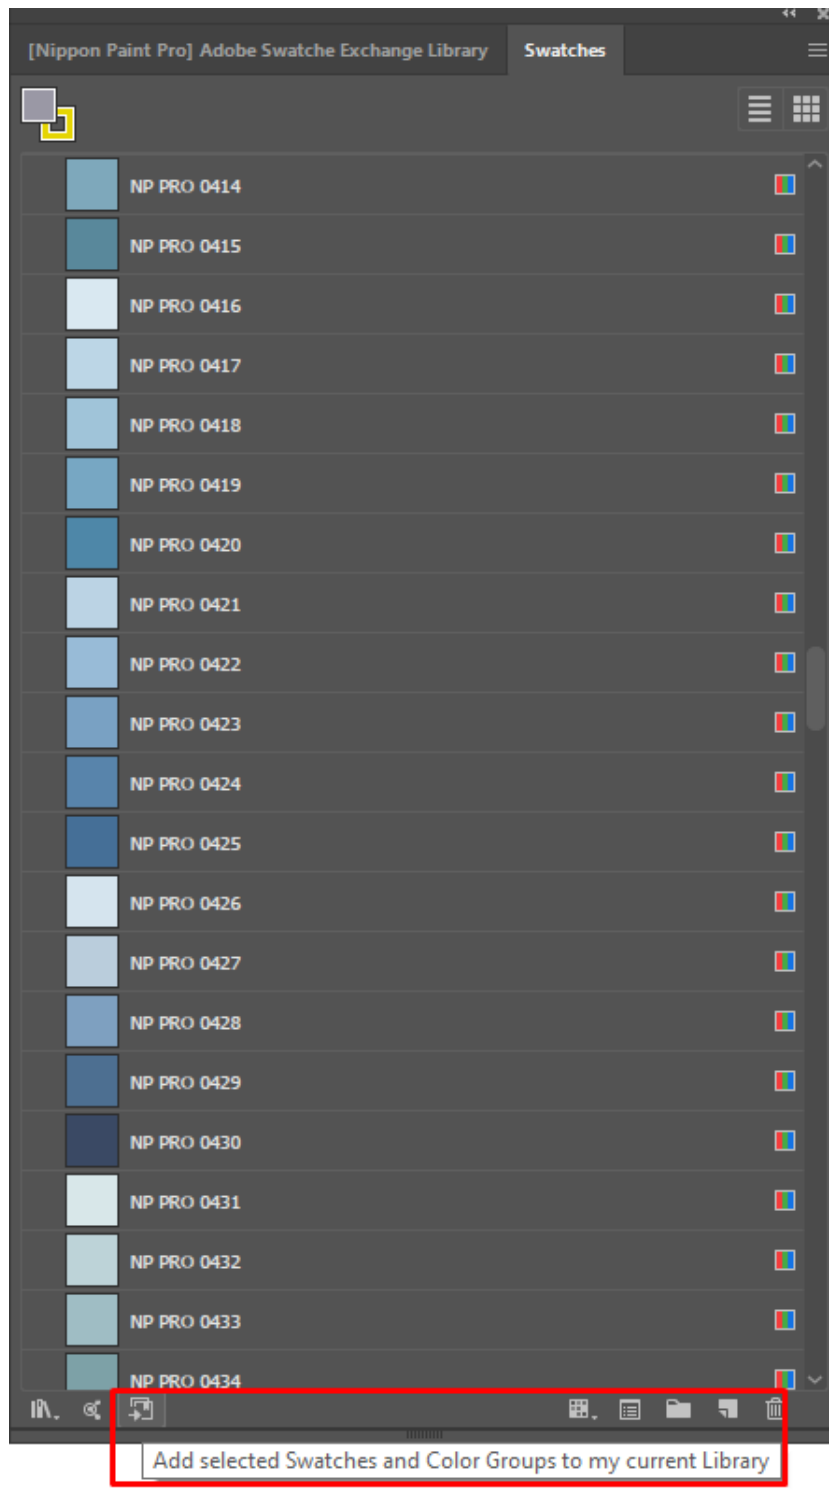 [Nippon Paint Pro] Adobe Swatche Exchange Library
Swatches
NP PRO 0414
NP PRO 0415
NP PRO 0416
NP PRO 0417
NP PRO 0418
NP PRO 0419
NP PRO 0420
NP PRO 0421
NP PRO 0422
NP PRO 0423
NP PRO 0424
NP PRO 0425
NP PRO 0426
NP PRO 0427
NP PRO 0428
NP PRO 0429
NP PRO 0430
NP PRO 0431
NP PRO 0432
NP PRO 0433
NP PRO 0434
Add selected Swatches and Color Groups to my current Library